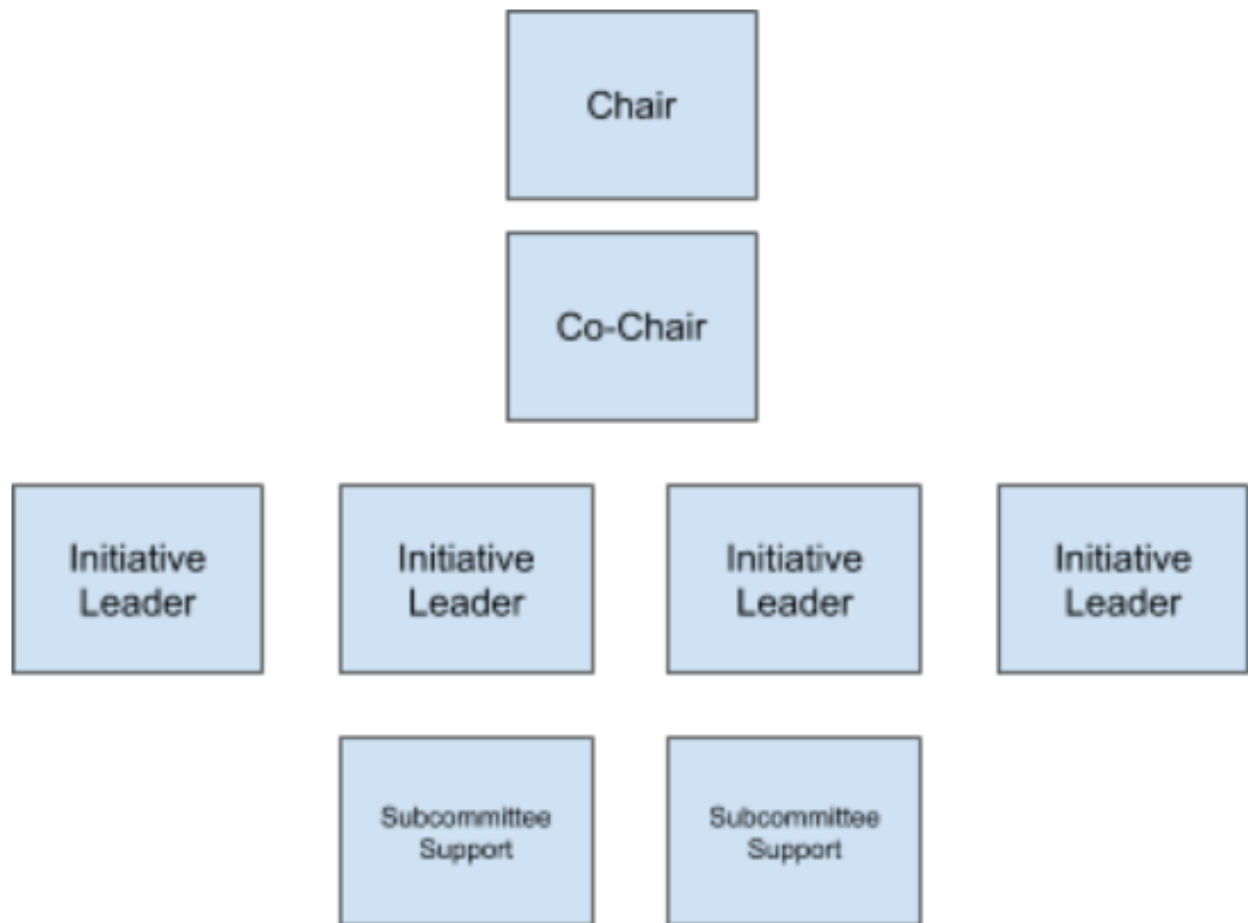 Chair
Co-Chair
Initiative
Leader
Initiative
Leader
Initiative
Leader
Initiative
Leader
Subcommittee
Support
Subcommittee
Support